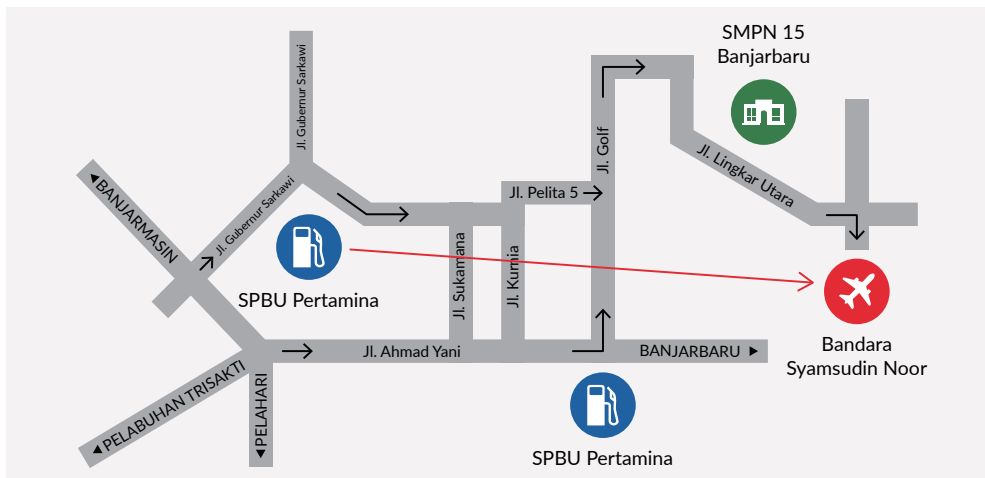 SMPN 15
Banjarbaru
Jl. Gubernur Sarkawi
Jl. Golf
Jl. Lingkar Utara
◄BANJARMASIN
Jl. Gubernur Sarkawi
Jl. Pelita 5
SPBU Pertamina
Jl. Sukamana
Jl. Kurnia
Bandara
Syamsudin Noor
Jl. Ahmad Yani
BANJARBARU ►
◄PELABUHAN TRISAKTI
◄PELAHARI
SPBU Pertamina